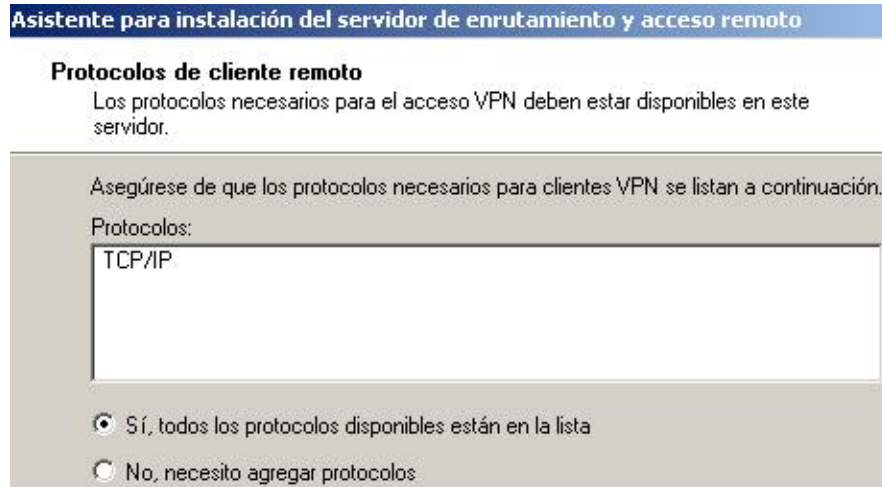 Asistente para instalación del servidor de enrutamiento y acceso remoto
Protocolos de cliente remoto
Los protocolos necesarios para el acceso VPN deben estar disponibles en este
servidor.
Asegúrese de que los protocolos necesarios para clientes VPN se listan a continuación.
Protocolos:
TCP/IP
Sí, todos los protocolos disponibles están en la lista
No, necesito agregar protocolos